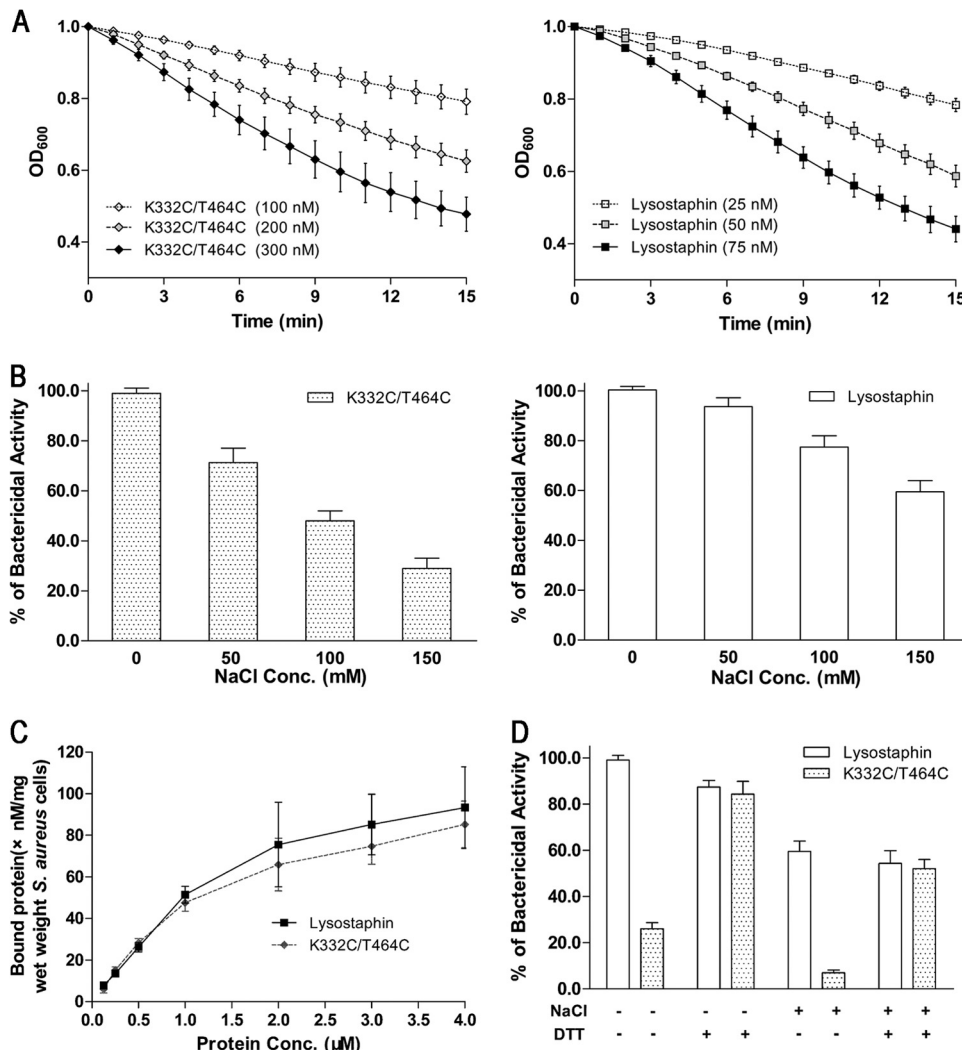 A
1.0
0.8
0.6
0.4
OD600
K332C/T464C (100 nM)
K332C/T464C (200 nM)
K332C/T464C (300 nM)
0 3 6 9 12 15
Time (min)
1.0
0.8
0.6
0.4
OD600
Lysostaphin (25 nM)
Lysostaphin (50 nM)
Lysostaphin (75 nM)
0 3 6 9 12 15
Time (min)
B
% of Bactericidal Activity
100.0
80.0
60.0
40.0
20.0
0.0
K332C/T464C
0 50 100 150
NaCl Conc. (mM)
% of Bactericidal Activity
100.0
80.0
60.0
40.0
20.0
0.0
Lysostaphin
0 50 100 150
NaCl Conc. (mM)
C
Bound protein(× nM/mg
wet weight S. aureus cells)
120
100
80
60
40
20
0
Lysostaphin
K332C/T464C
0.0 0.5 1.0 1.5 2.0 2.5 3.0 3.5 4.0
Protein Conc. (μM)
D
% of Bactericidal Activity
100.0
80.0
60.0
40.0
20.0
0.0
Lysostaphin
K332C/T464C
NaCl - - - - + + + +
DTT - - + + - - + +